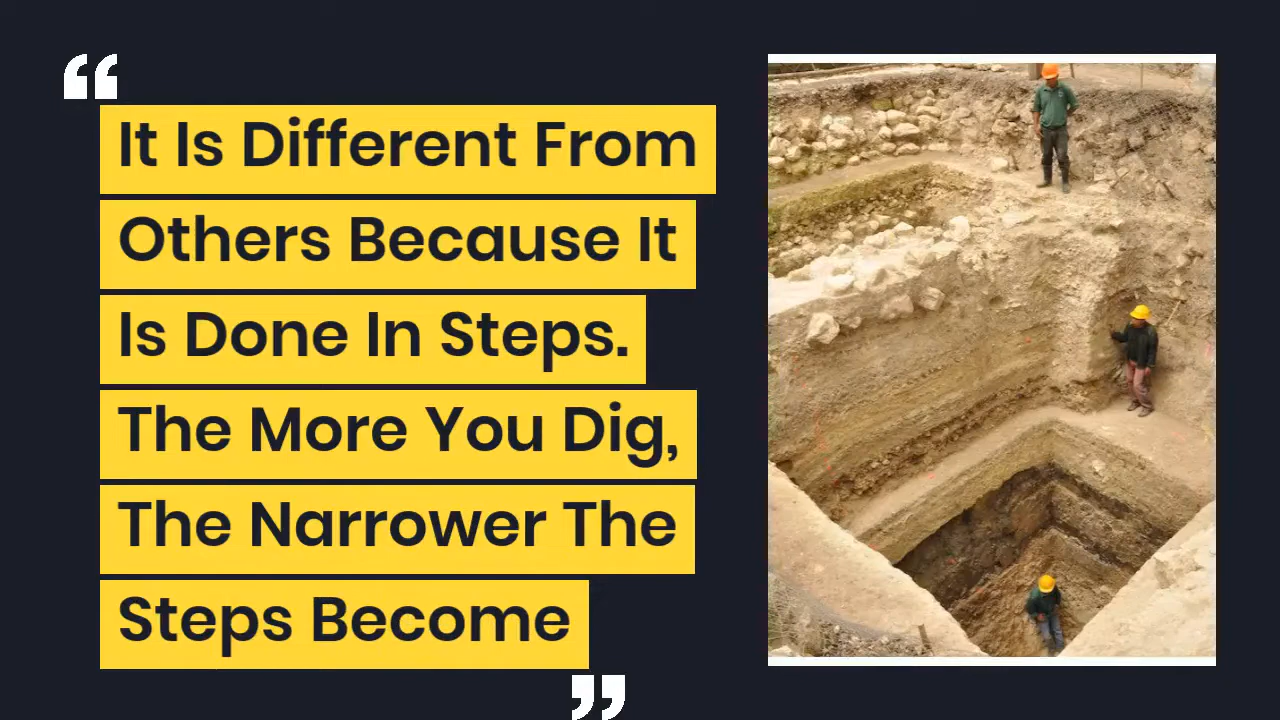 “
It Is Different From
Others Because It
Is Done In Steps.
The More You Dig,
The Narrower The
Steps Become
”